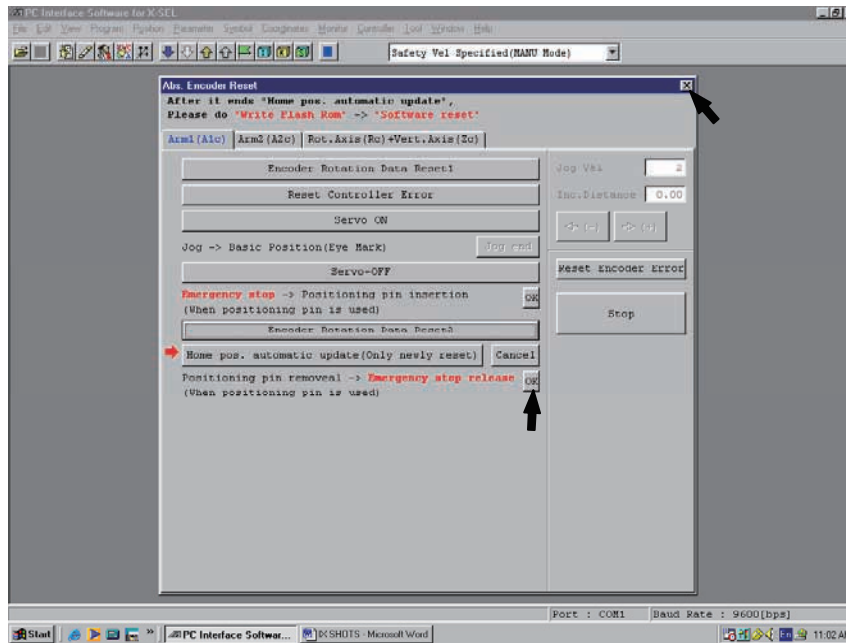 PC Interface Software for X-SEL
File Edit View Program Position Parameter Symbol Coordinates Monitor Controller Tool Window Help
Safety Vel Specified(MANU Mode)
Abs. Encoder Reset
After it ends "Home pos. automatic update",
Please do "Write Flash Rom" -> "Software reset"
Arm1(A1c) Arm2(A2c) Rot.Axis(Rc)+Vert.Axis(Zc)
Encoder Rotation Data Reset1
Reset Controller Error
Servo ON
Jog -> Basic Position(Eye Mark) Jog end
Servo-OFF
Emergency stop -> Positioning pin insertion OK
(When positioning pin is used)
Encoder Rotation Data Reset2
Home pos. automatic update(Only newly reset) Cancel
Positioning pin removeal -> Emergency stop release OK
(When positioning pin is used)
Jog Vel 2
Inc.Distance 0.00
(-) (+)
Reset Encoder Error
Stop
Port : COM1 Baud Rate : 9600[bps]
Start PC Interface Softwar... IX SHOTS - Microsoft Word En 11:02 AM